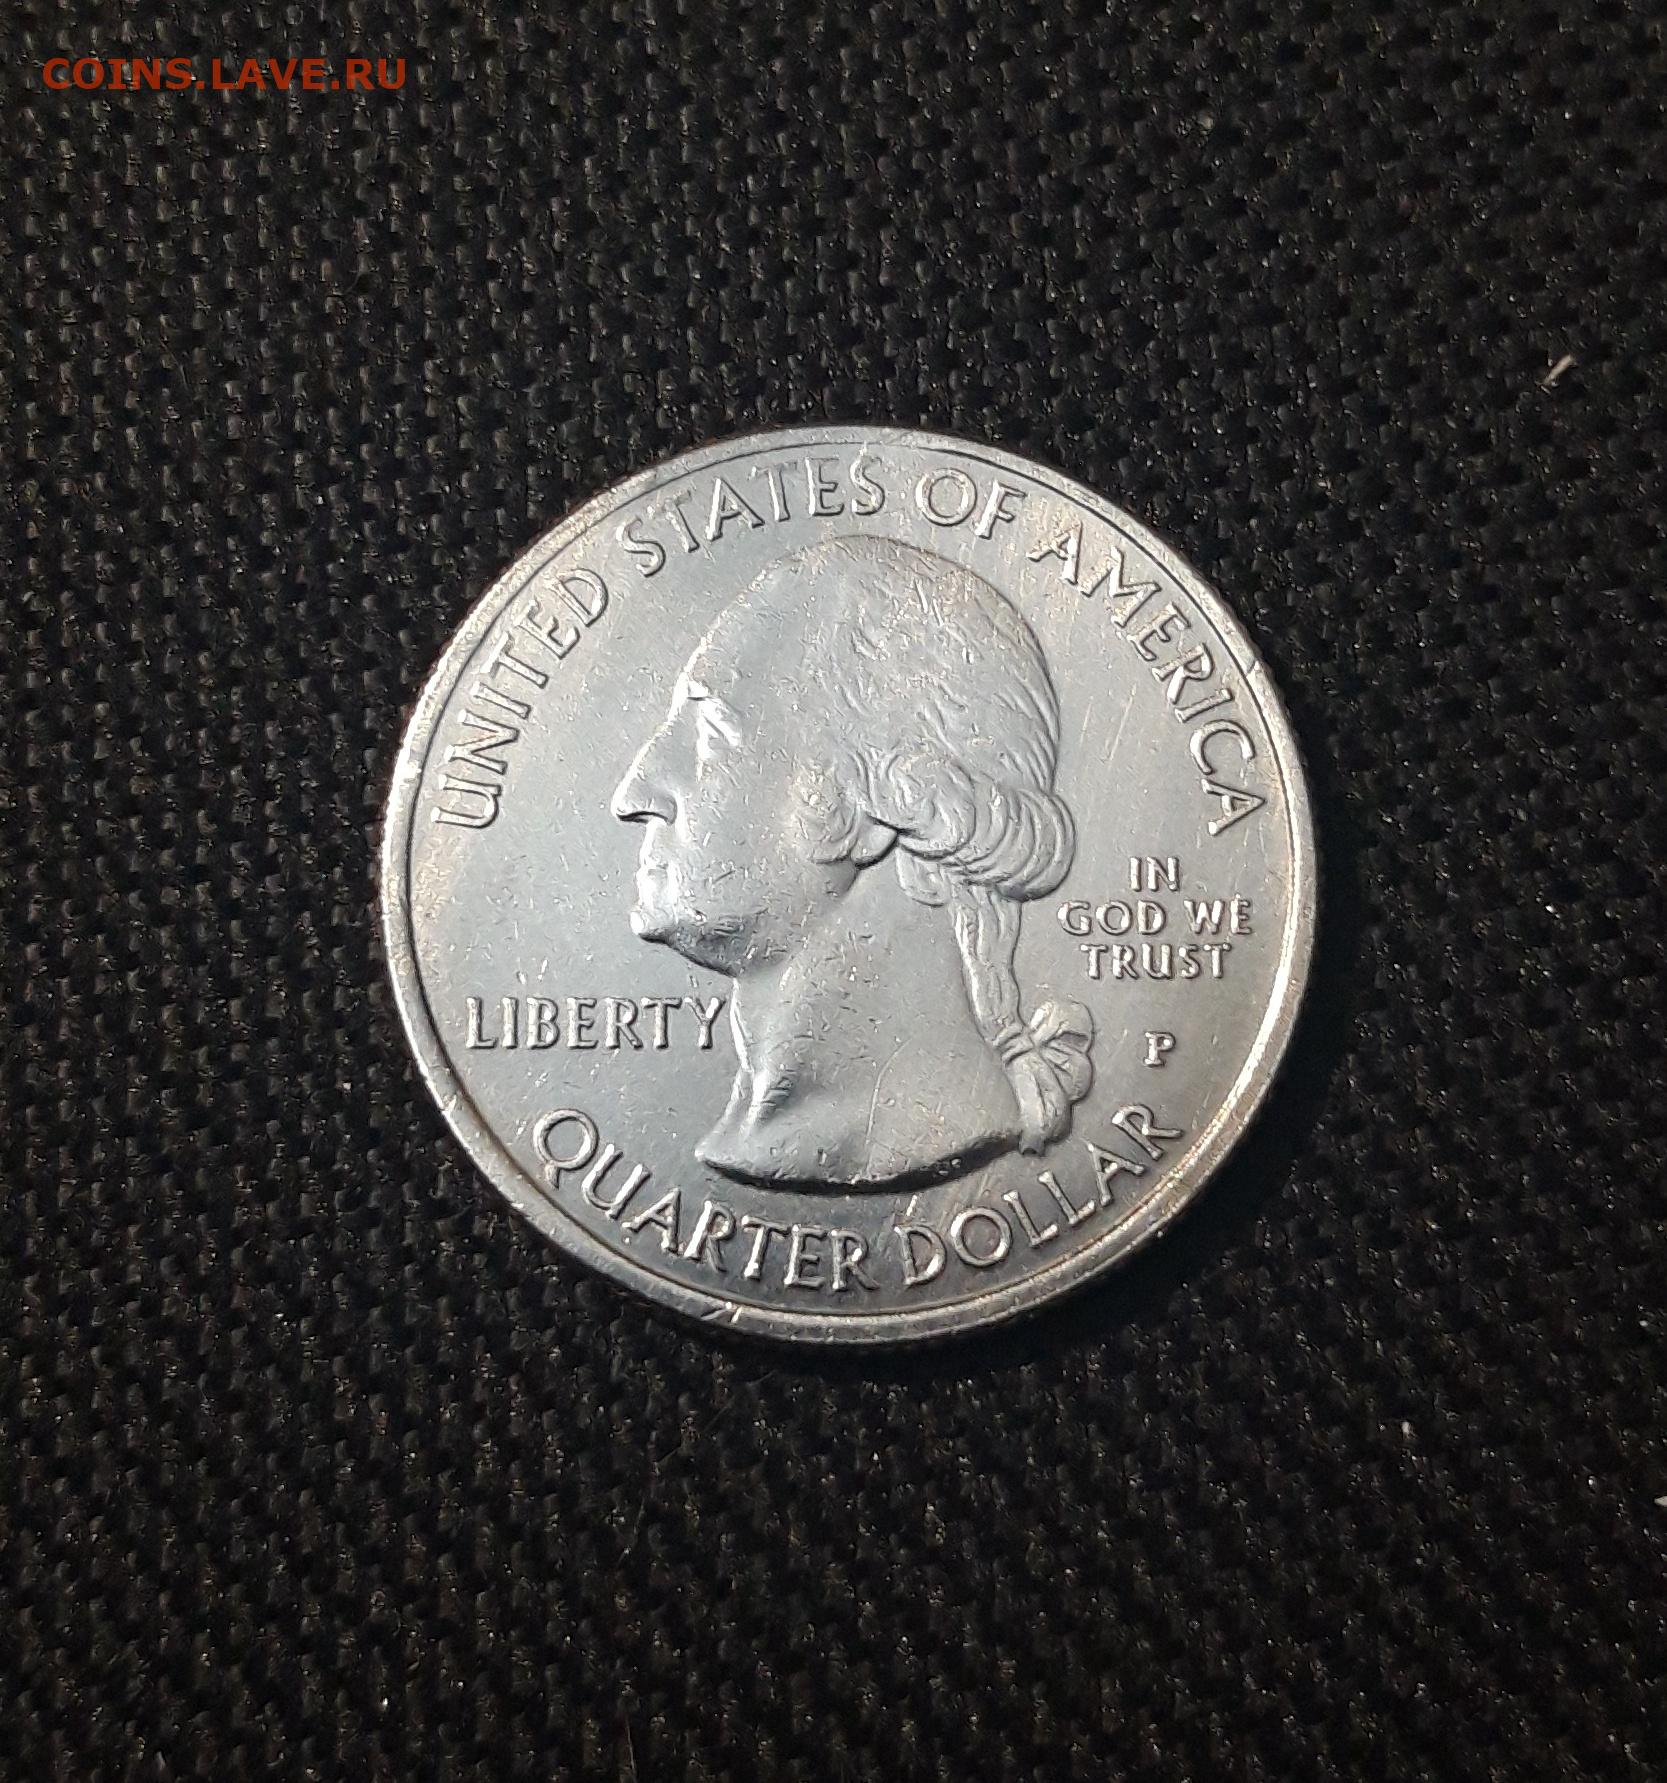 COINS.LAVE.RU
UNITED STATES OF AMERICA
IN
GOD WE
TRUST
LIBERTY
P
QUARTER DOLLAR